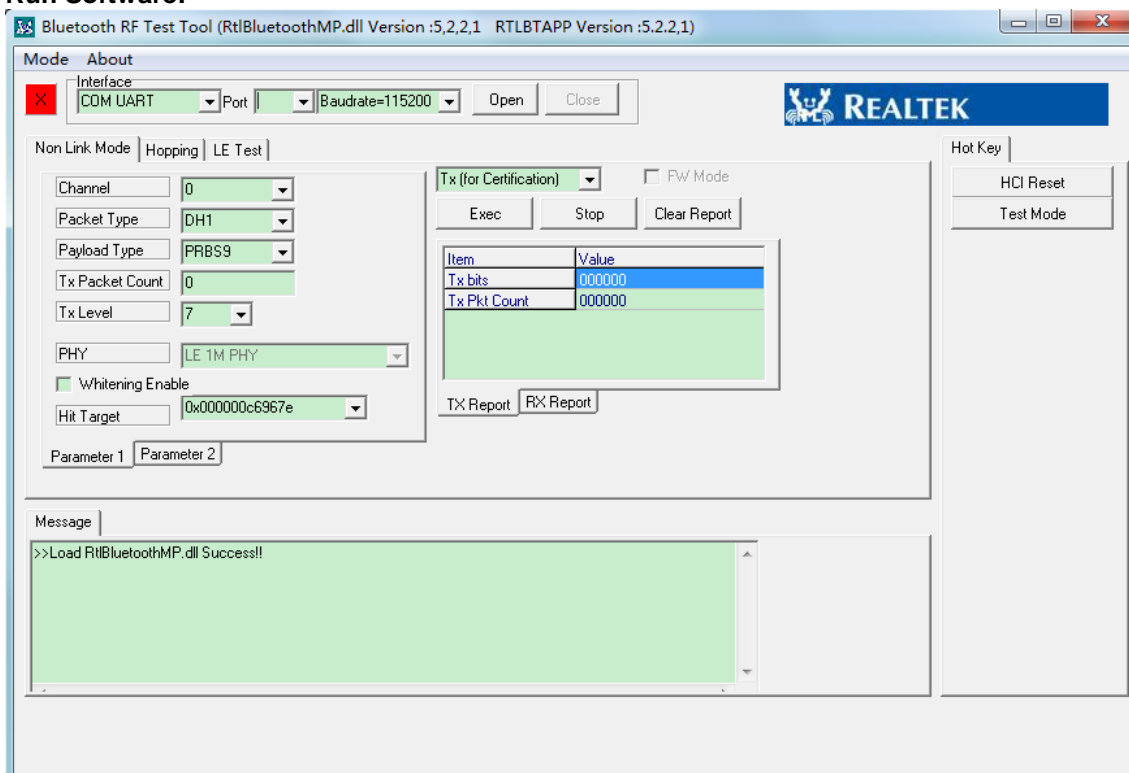 Run Software:
Bluetooth RF Test Tool (RtlBluetoothMP.dll Version :5,2,2,1 RTLBTAPP Version :5.2.2,1)
Mode About
Interface
X COM UART Port Baudrate=115200 Open Close
REALTEK
Non Link Mode Hopping LE Test
Hot Key
Channel 0
Tx (for Certification) FW Mode
HCI Reset
Packet Type DH1
Exec Stop Clear Report
Test Mode
Payload Type PRBS9
Item Value
Tx Packet Count 0
Tx bits 000000
Tx Pkt Count 000000
Tx Level 7
PHY LE 1M PHY
Whitening Enable
Hit Target 0x000000c6967e
TX Report RX Report
Parameter 1 Parameter 2
Message
>>Load RtlBluetoothMP.dll Success!!